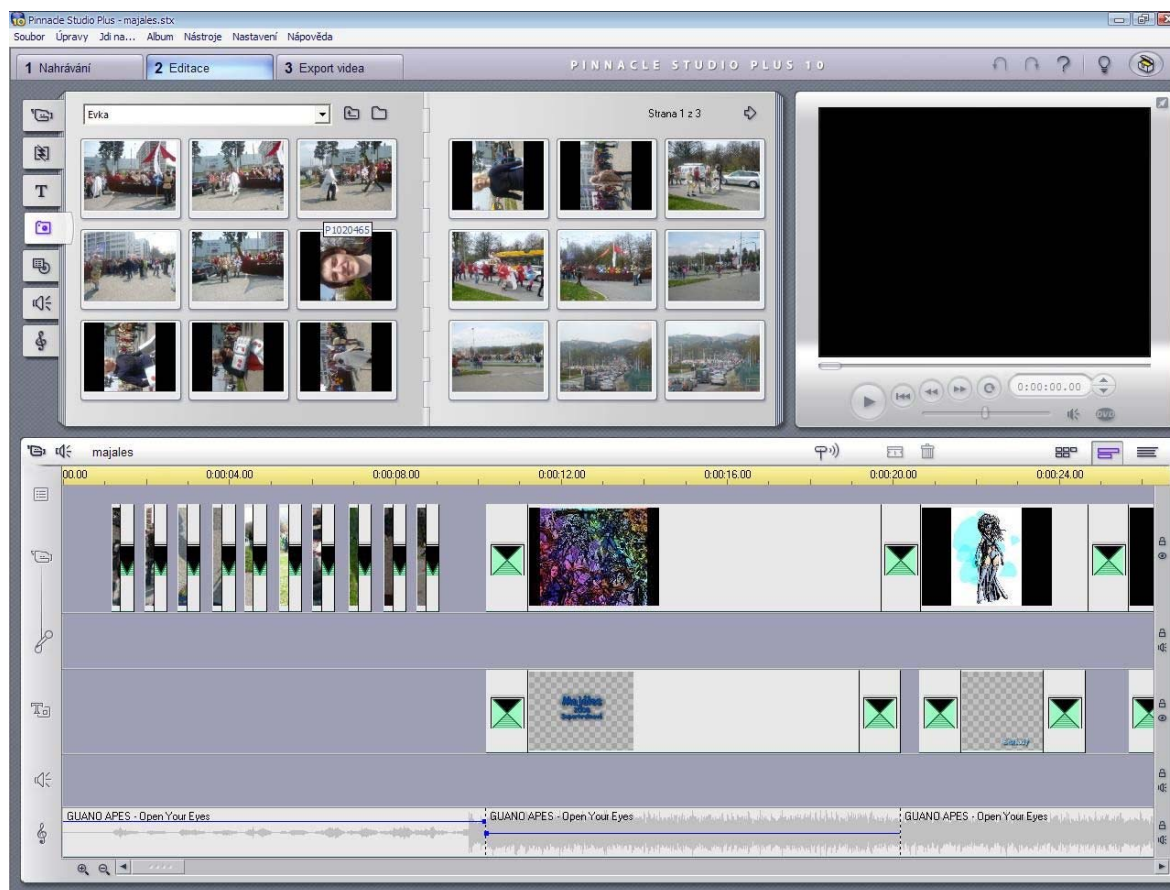 Pinnacle Studio Plus - majales.stx
Soubor Úpravy Jdi na... Album Nástroje Nastavení Nápověda
1 Nahrávání 2 Editace 3 Export videa PINNACLE STUDIO PLUS 10
Evka Strana 1 z 3
T
P1020465
0:00:00.00
DVD
majales
00.00 0:00:04.00 0:00:08.00 0:00:12.00 0:00:16.00 0:00:20.00 0:00:24.00
Majáles
GUANO APES - Open Your Eyes GUANO APES - Open Your Eyes GUANO APES - Open Your Eyes